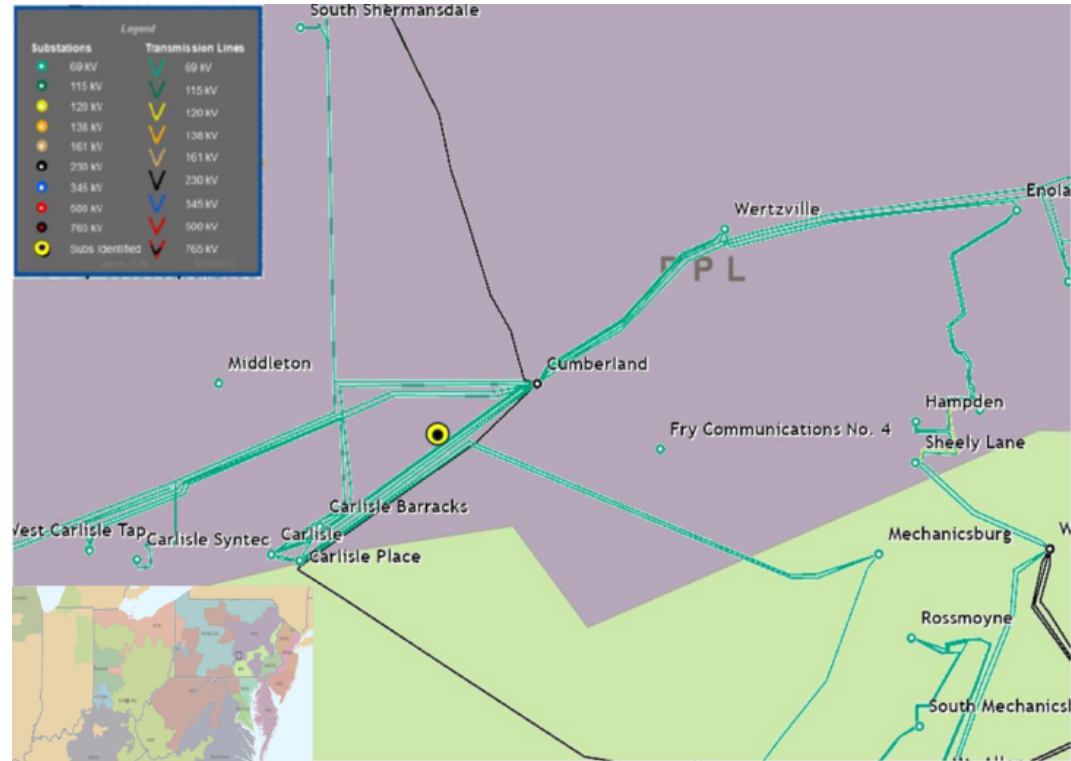 Legend
Substations Transmission Lines
69 kV 69 kV
115 kV 115 kV
120 kV 120 kV
138 kV 138 kV
161 kV 161 kV
230 kV 230 kV
345 kV 345 kV
500 kV 500 kV
765 kV 765 kV
Subs Identified
South Shermansdale
Enola
Wertzville
PPL
Middleton
Cumberland
Hampden
Fry Communications No. 4
Sheely Lane
Carlisle Barracks
West Carlisle Tap
Carlisle Syntec
Carlisle
Carlisle Place
Mechanicsburg
W
Rossmoyne
South Mechanicsb